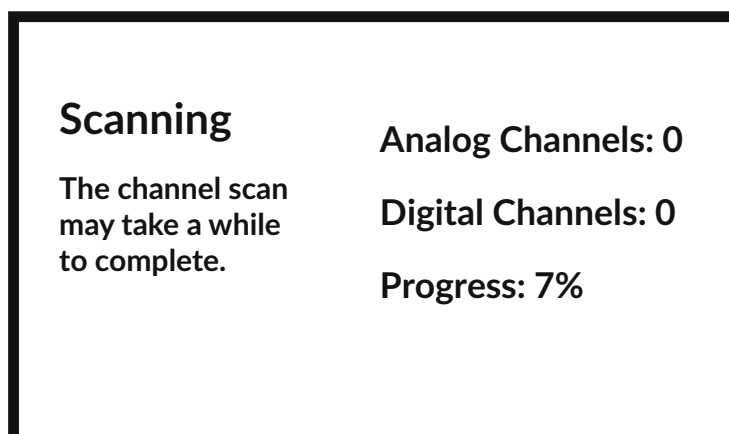 Scanning
The channel scan
may take a while
to complete.
Analog Channels: 0
Digital Channels: 0
Progress: 7%